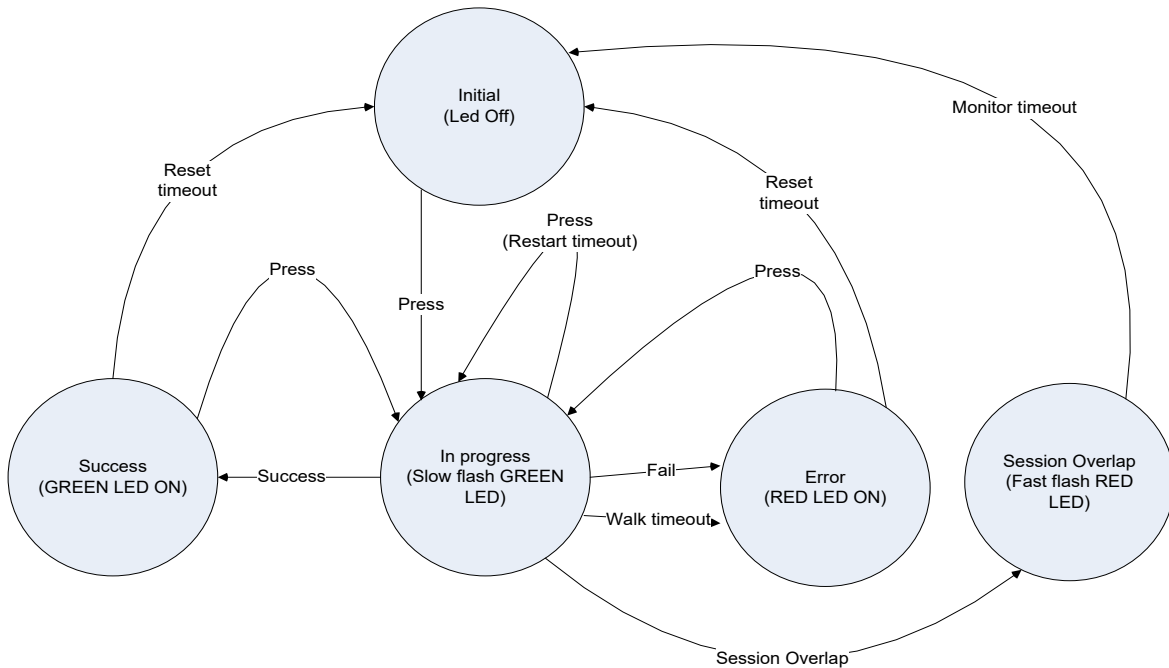 Initial
(Led Off)
Monitor timeout
Reset
timeout
Reset
timeout
Press
(Restart timeout)
Press
Press
Press
Success
(GREEN LED ON)
Success
In progress
(Slow flash GREEN
LED)
Fail
Walk timeout
Error
(RED LED ON)
Session Overlap
(Fast flash RED
LED)
Session Overlap